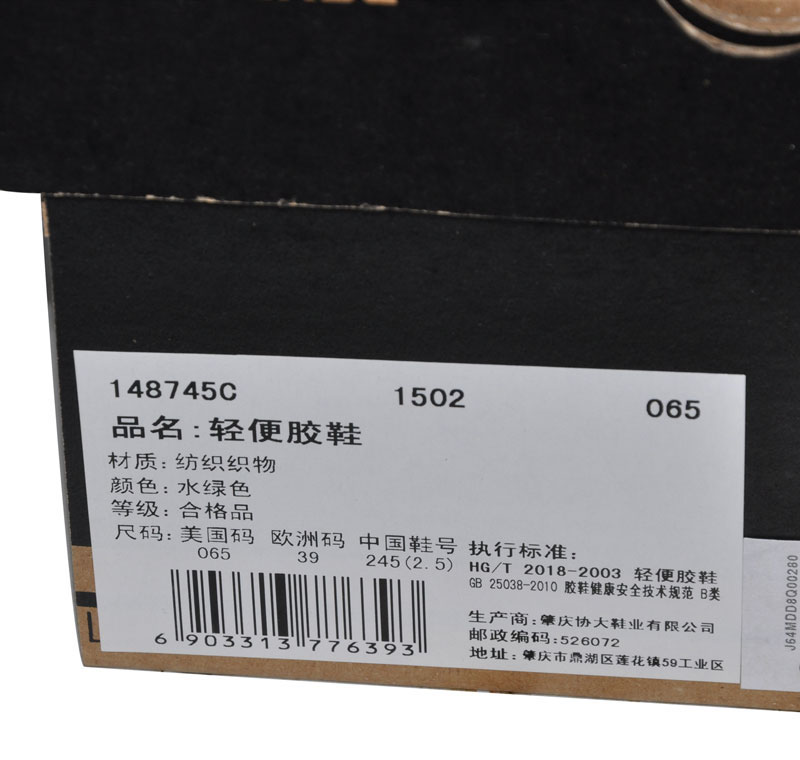 148745C 1502 065
品名:轻便胶鞋
材质:纺织织物
颜色:水绿色
等级:合格品
尺码:美国码 欧洲码 中国鞋号
065 39 245(2.5)
6 903313 776393
执行标准:
HG/T 2018-2003 轻便胶鞋
GB 25038-2010 胶鞋健康安全技术规范 B类
生产商:肇庆协大鞋业有限公司
邮政编码:526072
地址:肇庆市鼎湖区莲花镇59工业区
J64MDD8Q00280